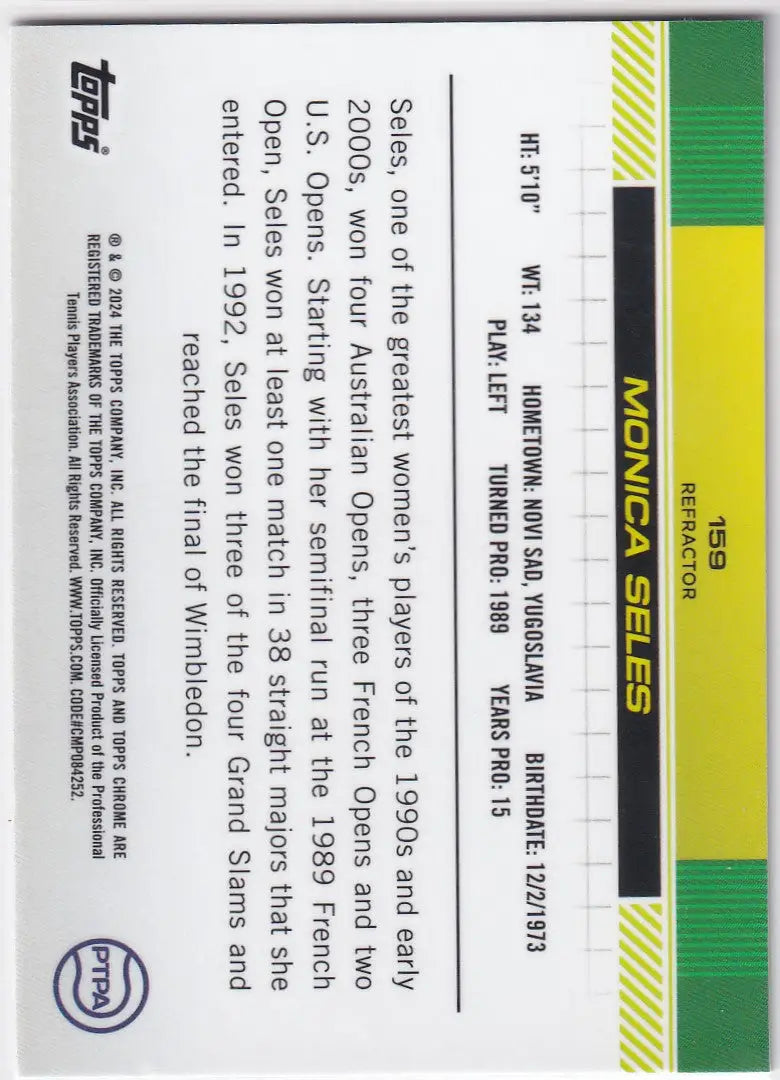 159
REFRACTOR
MONICA SELES
HT: 5'10" WT: 134 HOMETOWN: NOVI SAD, YUGOSLAVIA BIRTHDATE: 12/2/1973
PLAY: LEFT TURNED PRO: 1989 YEARS PRO: 15
Seles, one of the greatest women's players of the 1990s and early
2000s, won four Australian Opens, three French Opens and two
U.S. Opens. Starting with her semifinal run at the 1989 French
Open, Seles won at least one match in 38 straight majors that she
entered. In 1992, Seles won three of the four Grand Slams and
reached the final of Wimbledon.
topps®
® & © 2024 THE TOPPS COMPANY, INC. ALL RIGHTS RESERVED. TOPPS AND TOPPS CHROME ARE
REGISTERED TRADEMARKS OF THE TOPPS COMPANY, INC. Officially Licensed Product of the Professional
Tennis Players Association. All Rights Reserved. WWW.TOPPS.COM. CODE#CMP084252.
PTPA